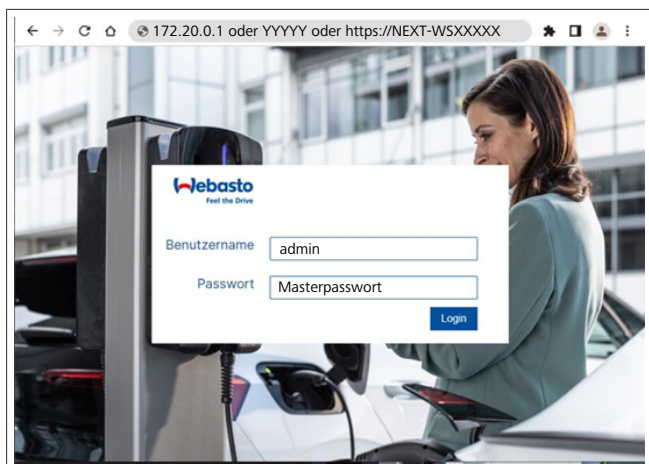 172.20.0.1 oder YYYYY oder https://NEXT-WSXXXXX
Webasto
Feel the Drive
Benutzername
admin
Passwort
Masterpasswort
Login